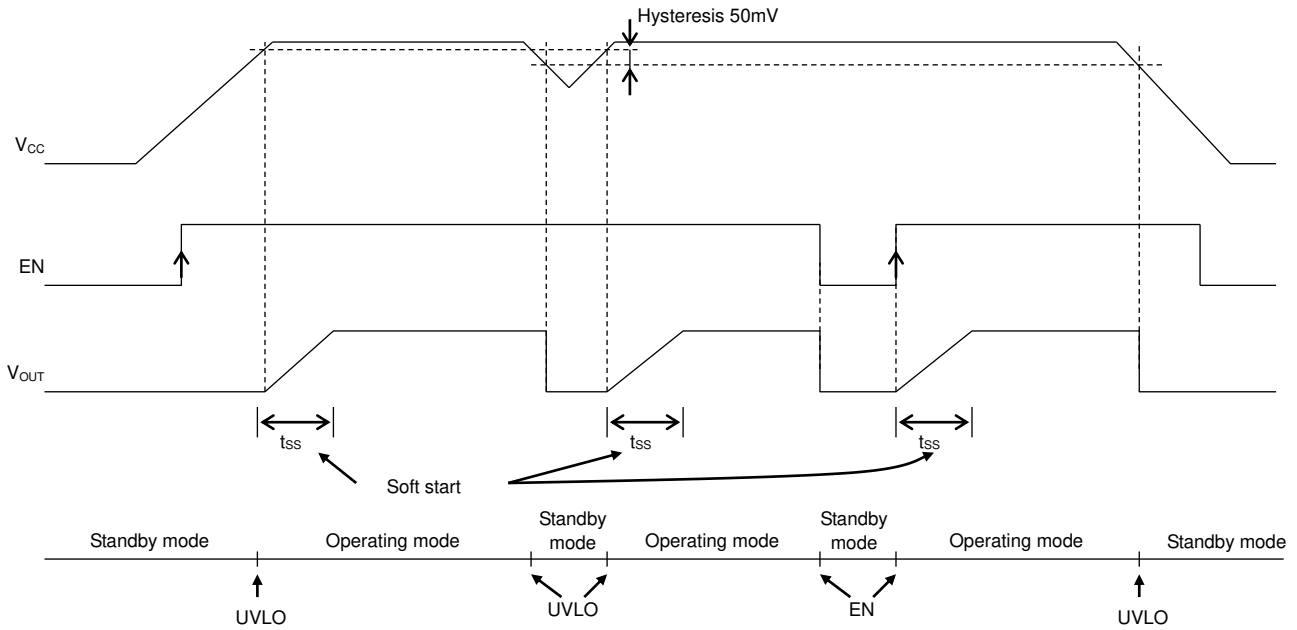 Hysteresis 50mV
VCC
EN
VOUT
tSS
tSS
tSS
Soft start
Standby mode
Operating mode
Standby
mode
Operating mode
Standby
mode
Operating mode
Standby mode
UVLO
UVLO
EN
UVLO